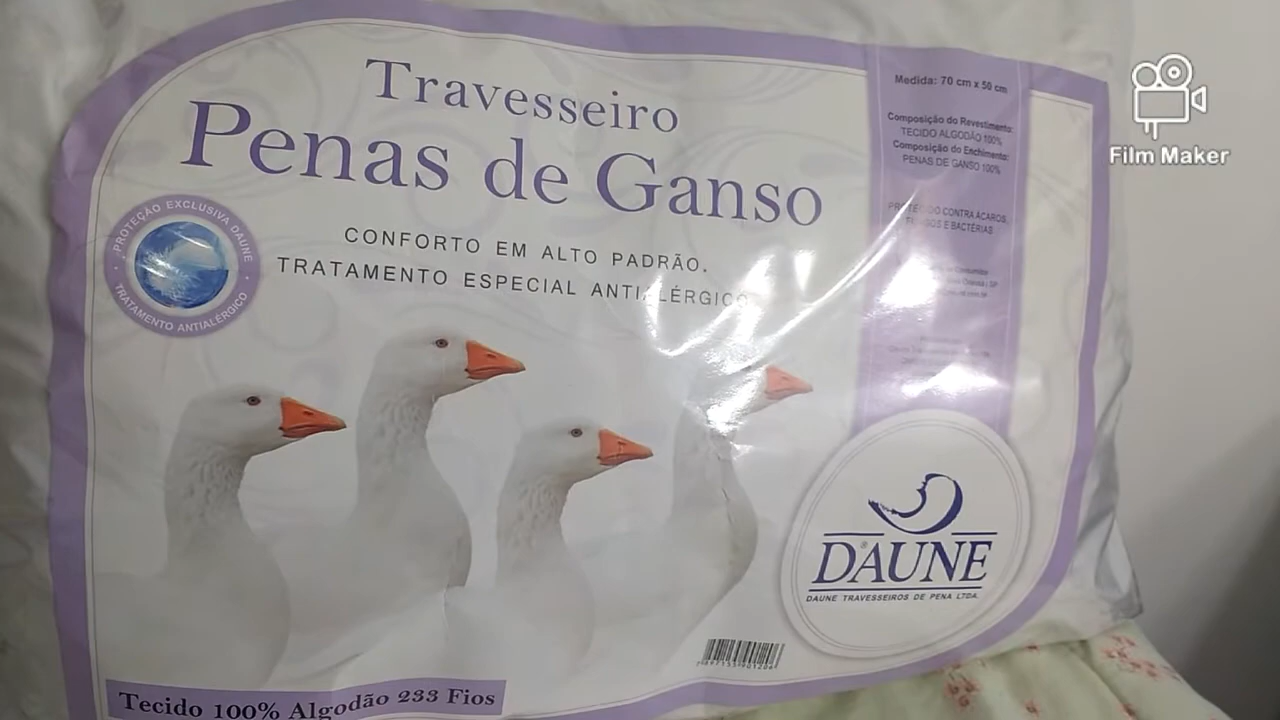 Travesseiro
Penas de Ganso
CONFORTO EM ALTO PADRÃO.
TRATAMENTO ESPECIAL ANTIALÉRGICO
PROTEÇÃO EXCLUSIVA DAUNE
TRATAMENTO ANTIALÉRGICO
Medida: 70 cm x 50 cm
Composição do Revestimento:
TECIDO ALGODÃO 100%
Composição do Enchimento:
PENAS DE GANSO 100%
CONTRA ÁCAROS,
E BACTÉRIAS
Film Maker
DAUNE
DAUNE TRAVESSEIROS DE PENA LTDA.
Tecido 100% Algodão 233 Fios